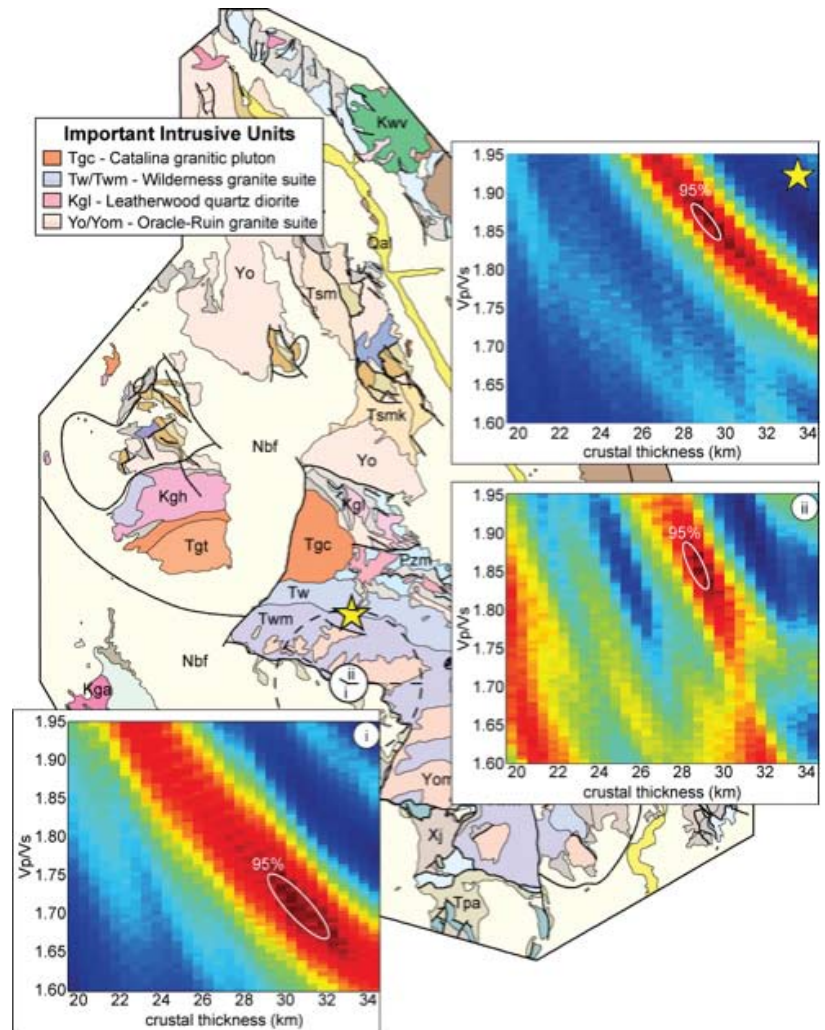 Important Intrusive Units
Tgc - Catalina granitic pluton
Tw/Twm - Wilderness granite suite
Kgl - Leatherwood quartz diorite
Yo/Yom - Oracle-Ruin granite suite
Kwv
Qal
Yo
Tsm
Tsmk
Nbf
Yo
Kgh
Kgl
Tgt
Tgc
Pzm
Tw
Twm
Nbf
ii
i
Kga
Yom
Xj
Tpa
1.95
1.90
1.85
1.80
1.75
1.70
1.65
1.60
Vp/Vs
95%
20 22 24 26 28 30 32 34
crustal thickness (km)
ii
1.95
1.90
1.85
1.80
1.75
1.70
1.65
1.60
Vp/Vs
95%
20 22 24 26 28 30 32 34
crustal thickness (km)
i
1.95
1.90
1.85
1.80
1.75
1.70
1.65
1.60
Vp/Vs
95%
20 22 24 26 28 30 32 34
crustal thickness (km)